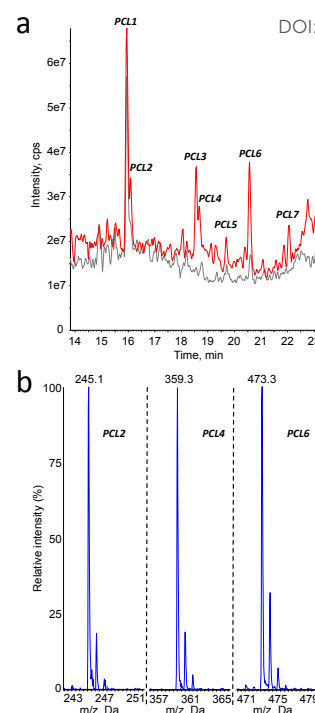 a
DOI:
PCL1
6e7
5e7
PCL2
PCL3
PCL6
4e7
PCL4
3e7
PCL5
PCL7
2e7
1e7
0
Intensity, cps
14 15 16 17 18 19 20 21 22 23
Time, min
b
245.1 359.3 473.3
100
PCL2 PCL4 PCL6
75
50
25
0
Relative intensity (%)
243 247 251 357 361 365 471 475 479
m/z, Da m/z, Da m/z, Da